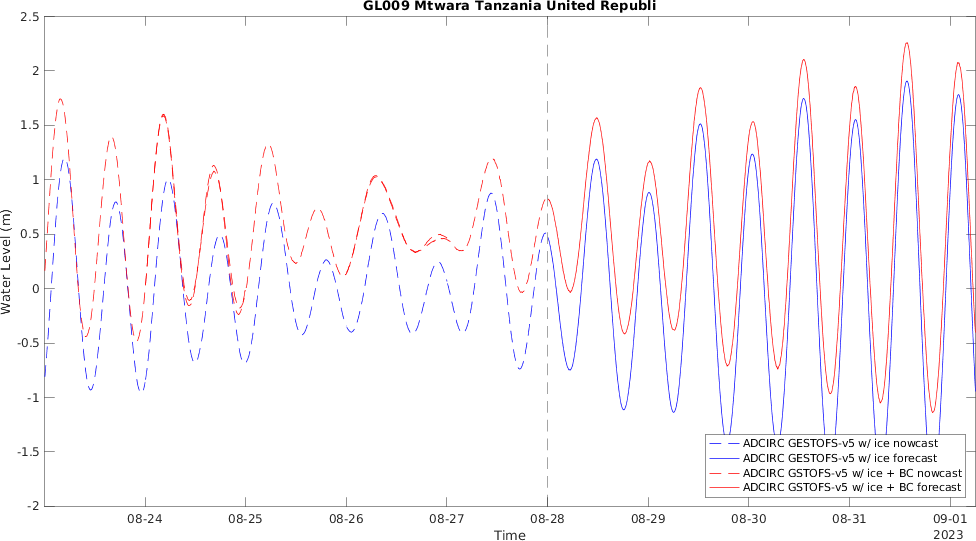 GL009 Mtwara Tanzania United Republi
2.5
2
1.5
1
0.5
0
-0.5
-1
-1.5
-2
Water Level (m)
ADCIRC GESTOFS-v5 w/ ice nowcast
ADCIRC GESTOFS-v5 w/ ice forecast
ADCIRC GSTOFS-v5 w/ ice + BC nowcast
ADCIRC GSTOFS-v5 w/ ice + BC forecast
08-24 08-25 08-26 08-27 08-28 08-29 08-30 08-31 09-01
Time 2023